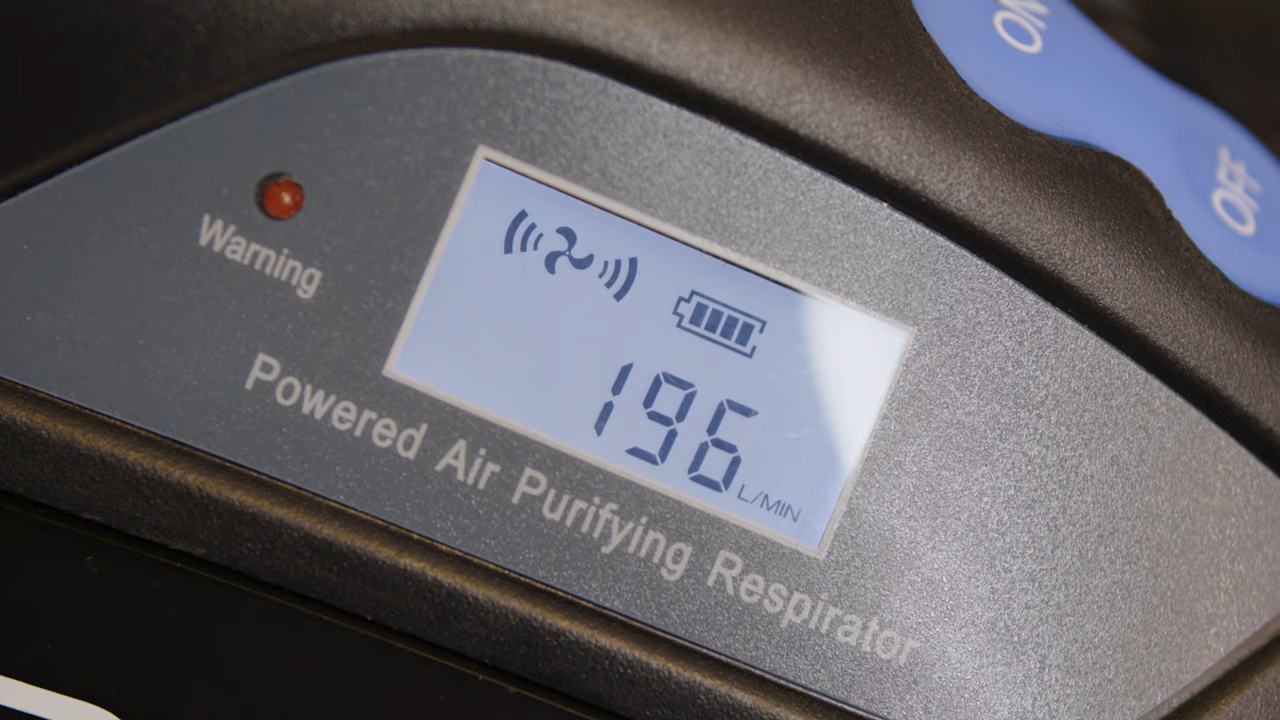 ON
OFF
Warning
196
L/MIN
Powered Air Purifying Respirator